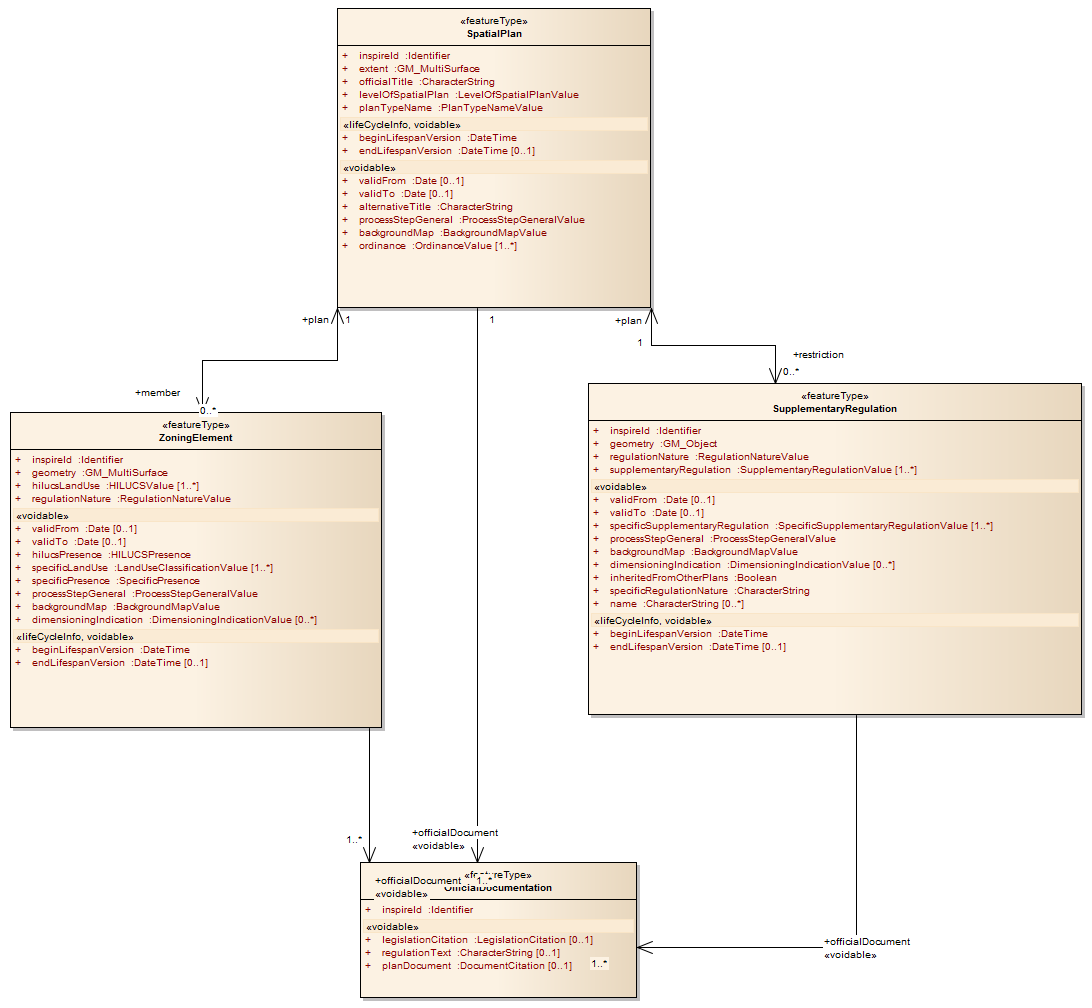 «featureType»
SpatialPlan
+ inspireId :Identifier
+ extent :GM_MultiSurface
+ officialTitle :CharacterString
+ levelOfSpatialPlan :LevelOfSpatialPlanValue
+ planTypeName :PlanTypeNameValue
«lifeCycleInfo, voidable»
+ beginLifespanVersion :DateTime
+ endLifespanVersion :DateTime [0..1]
«voidable»
+ validFrom :Date [0..1]
+ validTo :Date [0..1]
+ alternativeTitle :CharacterString
+ processStepGeneral :ProcessStepGeneralValue
+ backgroundMap :BackgroundMapValue
+ ordinance :OrdinanceValue [1..*]
+plan 1
1
+plan
1
+restriction
0..*
+member
0..*
«featureType»
ZoningElement
+ inspireId :Identifier
+ geometry :GM_MultiSurface
+ hilucsLandUse :HILUCSValue [1..*]
+ regulationNature :RegulationNatureValue
«voidable»
+ validFrom :Date [0..1]
+ validTo :Date [0..1]
+ hilucsPresence :HILUCSPresence
+ specificLandUse :LandUseClassificationValue [1..*]
+ specificPresence :SpecificPresence
+ processStepGeneral :ProcessStepGeneralValue
+ backgroundMap :BackgroundMapValue
+ dimensioningIndication :DimensioningIndicationValue [0..*]
«lifeCycleInfo, voidable»
+ beginLifespanVersion :DateTime
+ endLifespanVersion :DateTime [0..1]
«featureType»
SupplementaryRegulation
+ inspireId :Identifier
+ geometry :GM_Object
+ regulationNature :RegulationNatureValue
+ supplementaryRegulation :SupplementaryRegulationValue [1..*]
«voidable»
+ validFrom :Date [0..1]
+ validTo :Date [0..1]
+ specificSupplementaryRegulation :SpecificSupplementaryRegulationValue [1..*]
+ processStepGeneral :ProcessStepGeneralValue
+ backgroundMap :BackgroundMapValue
+ dimensioningIndication :DimensioningIndicationValue [0..*]
+ inheritedFromOtherPlans :Boolean
+ specificRegulationNature :CharacterString
+ name :CharacterString [0..*]
«lifeCycleInfo, voidable»
+ beginLifespanVersion :DateTime
+ endLifespanVersion :DateTime [0..1]
1..*
+officialDocument
«voidable»
«featureType»
+officialDocument 1..*
«voidable»
OfficialDocumentation
+ inspireId :Identifier
«voidable»
+ legislationCitation :LegislationCitation [0..1]
+ regulationText :CharacterString [0..1]
+ planDocument :DocumentCitation [0..1]
1..*
+officialDocument
«voidable»